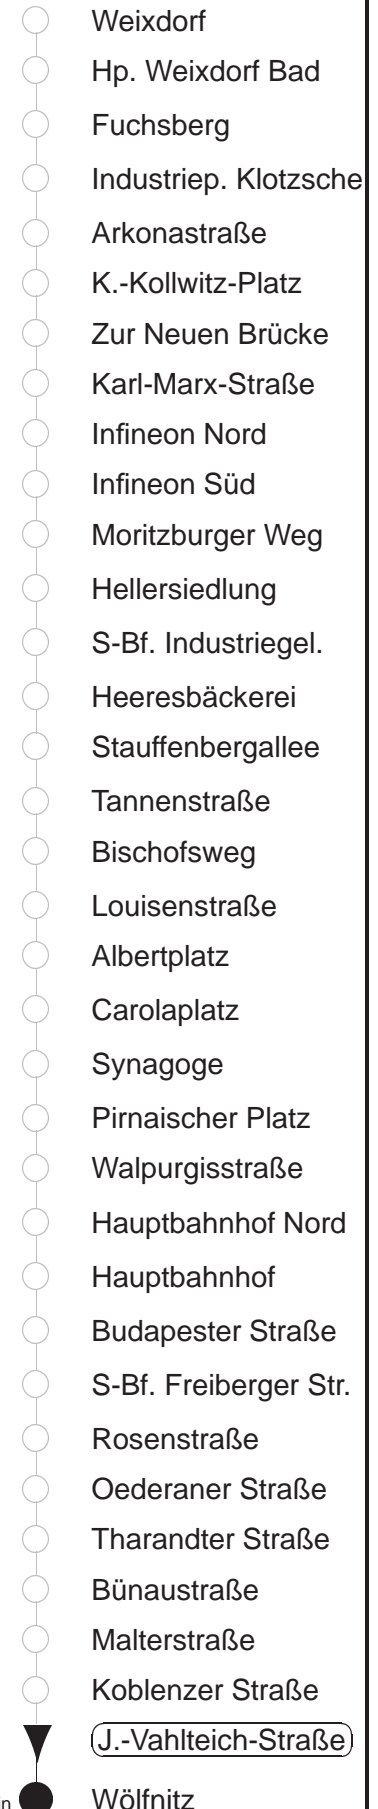 Weixdorf
Hp. Weixdorf Bad
Fuchsberg
Industriep. Klotzsche
Arkonastraße
K.-Kollwitz-Platz
Zur Neuen Brücke
Karl-Marx-Straße
Infineon Nord
Infineon Süd
Moritzburger Weg
Hellersiedlung
S-Bf. Industriegel.
Heeresbäckerei
Stauffenbergallee
Tannenstraße
Bischofsweg
Louisenstraße
Albertplatz
Carolaplatz
Synagoge
Pirnaischer Platz
Walpurgisstraße
Hauptbahnhof Nord
Hauptbahnhof
Budapester Straße
S-Bf. Freiberger Str.
Rosenstraße
Oederaner Straße
Tharandter Straße
Bünaustraße
Malterstraße
Koblenzer Straße
J.-Vahlteich-Straße
Wölfnitz